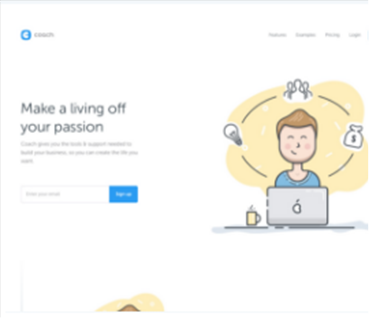 coach
Features Examples Pricing Login
Make a living off
your passion
Coach gives you the tools & support needed to
build your business, so you can create the life you
want.
Enter your email
Sign up
$